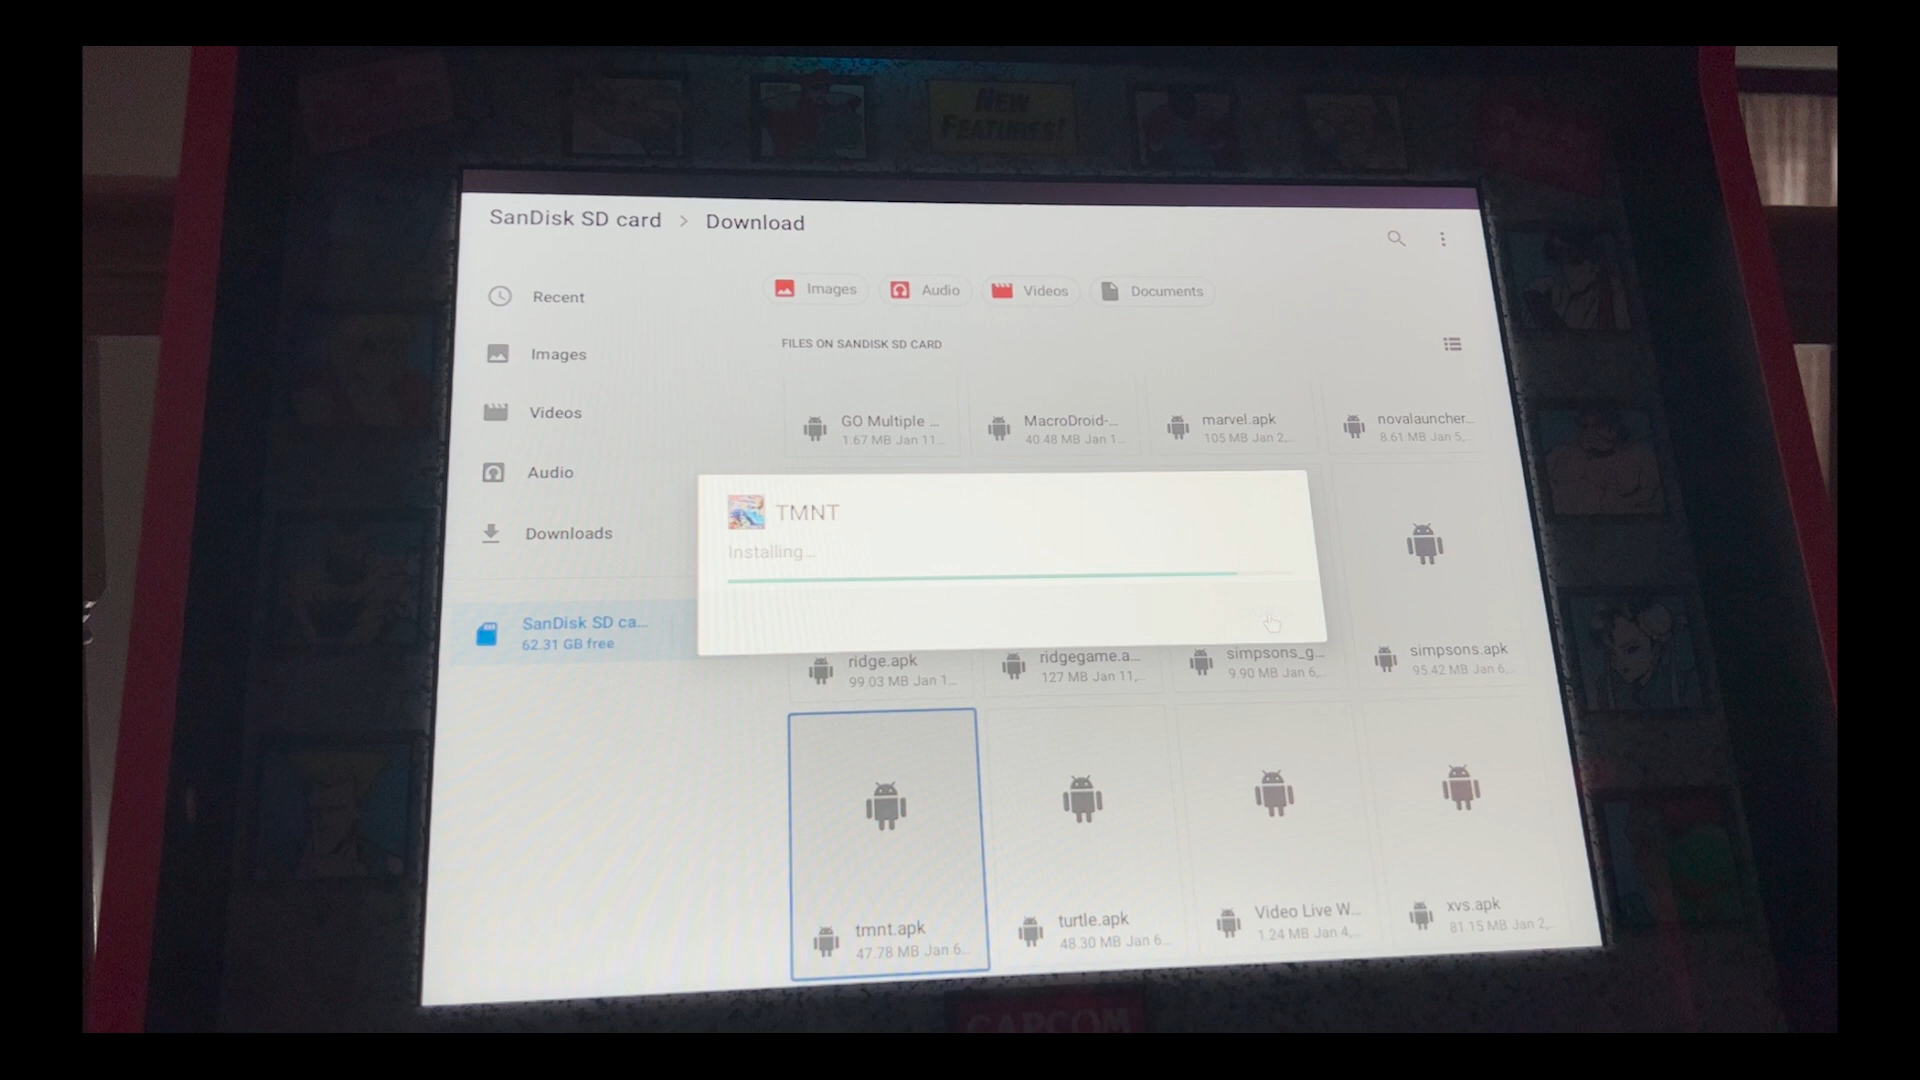 NEW
FEATURES!
SanDisk SD card > Download
Recent
Images
Videos
Audio
Downloads
SanDisk SD ca...
62.31 GB free
Images
Audio
Videos
Documents
FILES ON SANDISK SD CARD
GO Multiple ...
1.67 MB Jan 11...
MacroDroid-...
40.48 MB Jan 1...
marvel.apk
105 MB Jan 2,...
novalauncher...
8.61 MB Jan 5,...
TMNT
Installing...
ridge.apk
99.03 MB Jan 1...
ridgegame.a...
127 MB Jan 11,...
simpsons_g...
9.90 MB Jan 6,...
simpsons.apk
95.42 MB Jan 6...
tmnt.apk
47.78 MB Jan 6...
turtle.apk
48.30 MB Jan 6...
Video Live W...
1.24 MB Jan 4,...
xvs.apk
81.15 MB Jan 2,...
CAPCOM